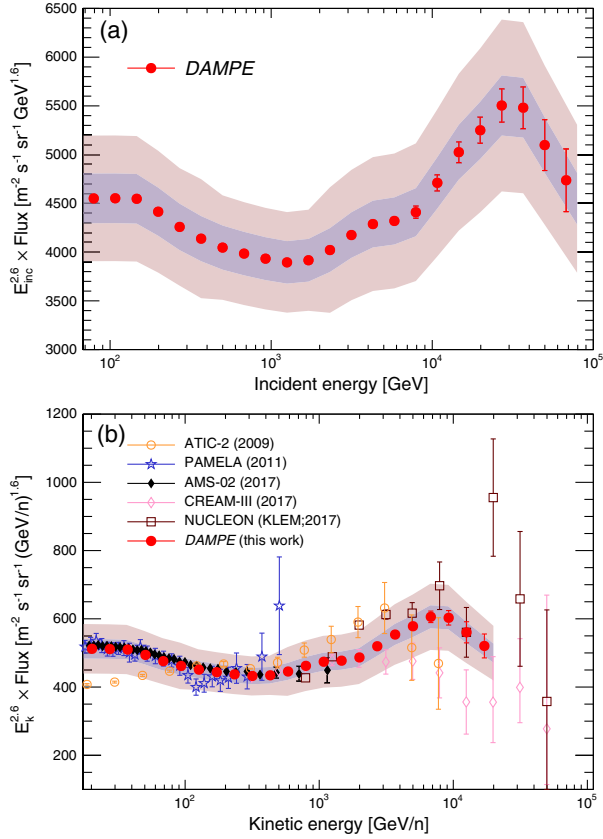 (a)
DAMPE
6500
6000
5500
5000
4500
4000
3500
3000
E_inc^2.6 × Flux [m^-2 s^-1 sr^-1 GeV^1.6]
10^2 10^3 10^4 10^5
Incident energy [GeV]
(b)
ATIC-2 (2009)
PAMELA (2011)
AMS-02 (2017)
CREAM-III (2017)
NUCLEON (KLEM;2017)
DAMPE (this work)
1200
1000
800
600
400
200
E_k^2.6 × Flux [m^-2 s^-1 sr^-1 (GeV/n)^1.6]
10^2 10^3 10^4 10^5
Kinetic energy [GeV/n]